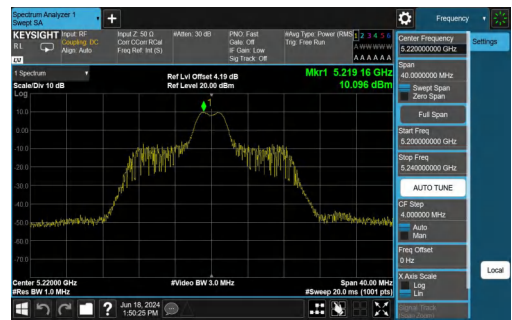 Spectrum Analyzer 1
Swept SA
+
Frequency
KEYSIGHT
Input: RF
Coupling: DC
Align: Auto
Input Z: 50 Ω
Corr CCorr RCal
Freq Ref: Int (S)
#Atten: 30 dB
PNO: Fast
Gate: Off
IF Gain: Low
Sig Track: Off
#Avg Type: Power (RMS
Trig: Free Run
1 2 3 4 5 6
A W W W W W
A A A A A A
R L
LV
1 Spectrum
Scale/Div 10 dB
Log
Ref Lvl Offset 4.19 dB
Ref Level 20.00 dBm
Mkr1 5.219 16 GHz
10.096 dBm
1
10.0
0.00
-10.0
-20.0
-30.0
-40.0
-50.0
-60.0
-70.0
Center 5.22000 GHz
#Res BW 1.0 MHz
#Video BW 3.0 MHz
Span 40.00 MHz
#Sweep 20.0 ms (1001 pts)
Jun 18, 2024
1:50:25 PM
Center Frequency
5.220000000 GHz
Settings
Span
40.0000000 MHz
Swept Span
Zero Span
Full Span
Start Freq
5.200000000 GHz
Stop Freq
5.240000000 GHz
AUTO TUNE
CF Step
4.000000 MHz
Auto
Man
Freq Offset
0 Hz
X Axis Scale
Log
Lin
Local
Signal Track